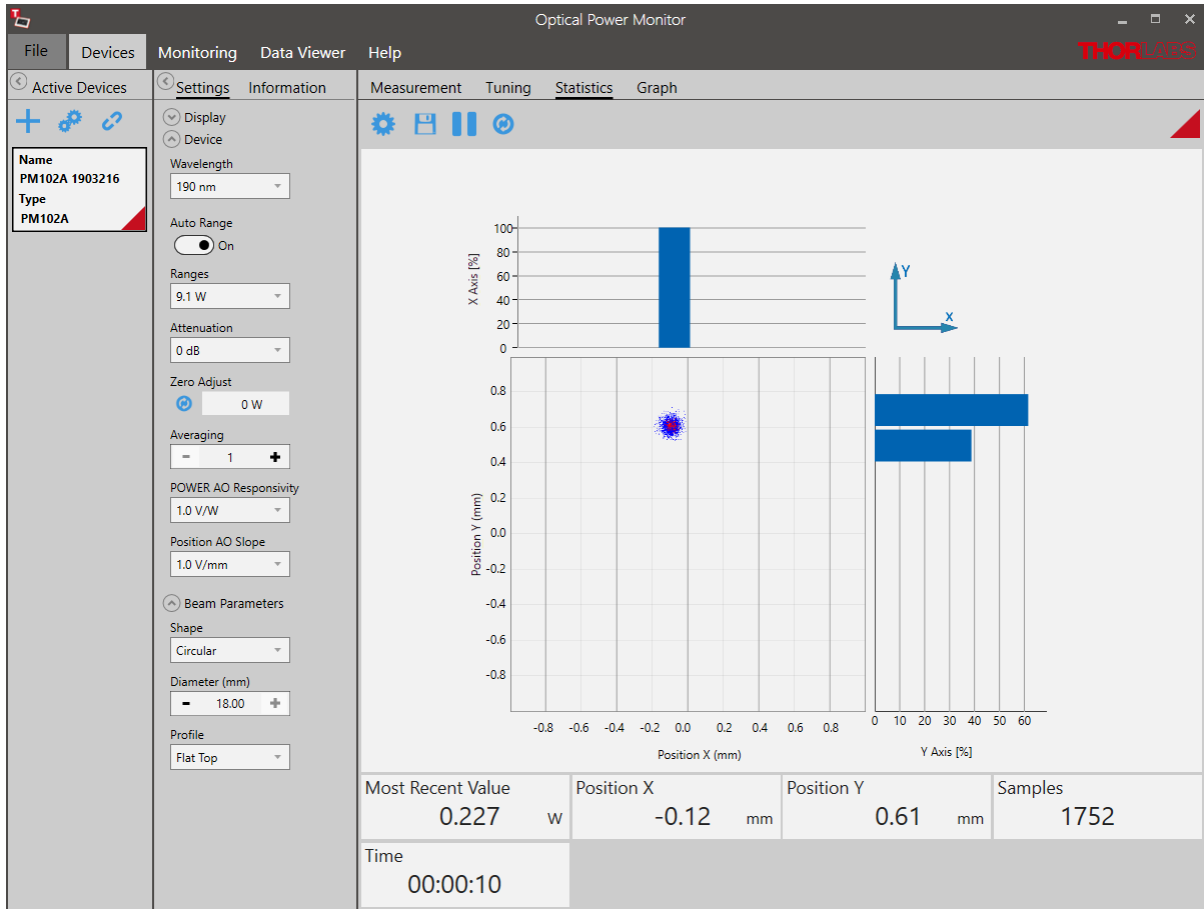 Optical Power Monitor
File Devices Monitoring Data Viewer Help
THORLABS
Active Devices
Name
PM102A 1903216
Type
PM102A
Settings Information
Display
Device
Wavelength
190 nm
Auto Range
On
Ranges
9.1 W
Attenuation
0 dB
Zero Adjust
0 W
Averaging
- 1 +
POWER AO Responsivity
1.0 V/W
Position AO Slope
1.0 V/mm
Beam Parameters
Shape
Circular
Diameter (mm)
- 18.00 +
Profile
Flat Top
Measurement Tuning Statistics Graph
X Axis [%]
100
80
60
40
20
0
Y
x
Position Y (mm)
0.8
0.6
0.4
0.2
0.0
-0.2
-0.4
-0.6
-0.8
-0.8 -0.6 -0.4 -0.2 0.0 0.2 0.4 0.6 0.8
Position X (mm)
0 10 20 30 40 50 60
Y Axis [%]
Most Recent Value
0.227 W
Position X
-0.12 mm
Position Y
0.61 mm
Samples
1752
Time
00:00:10